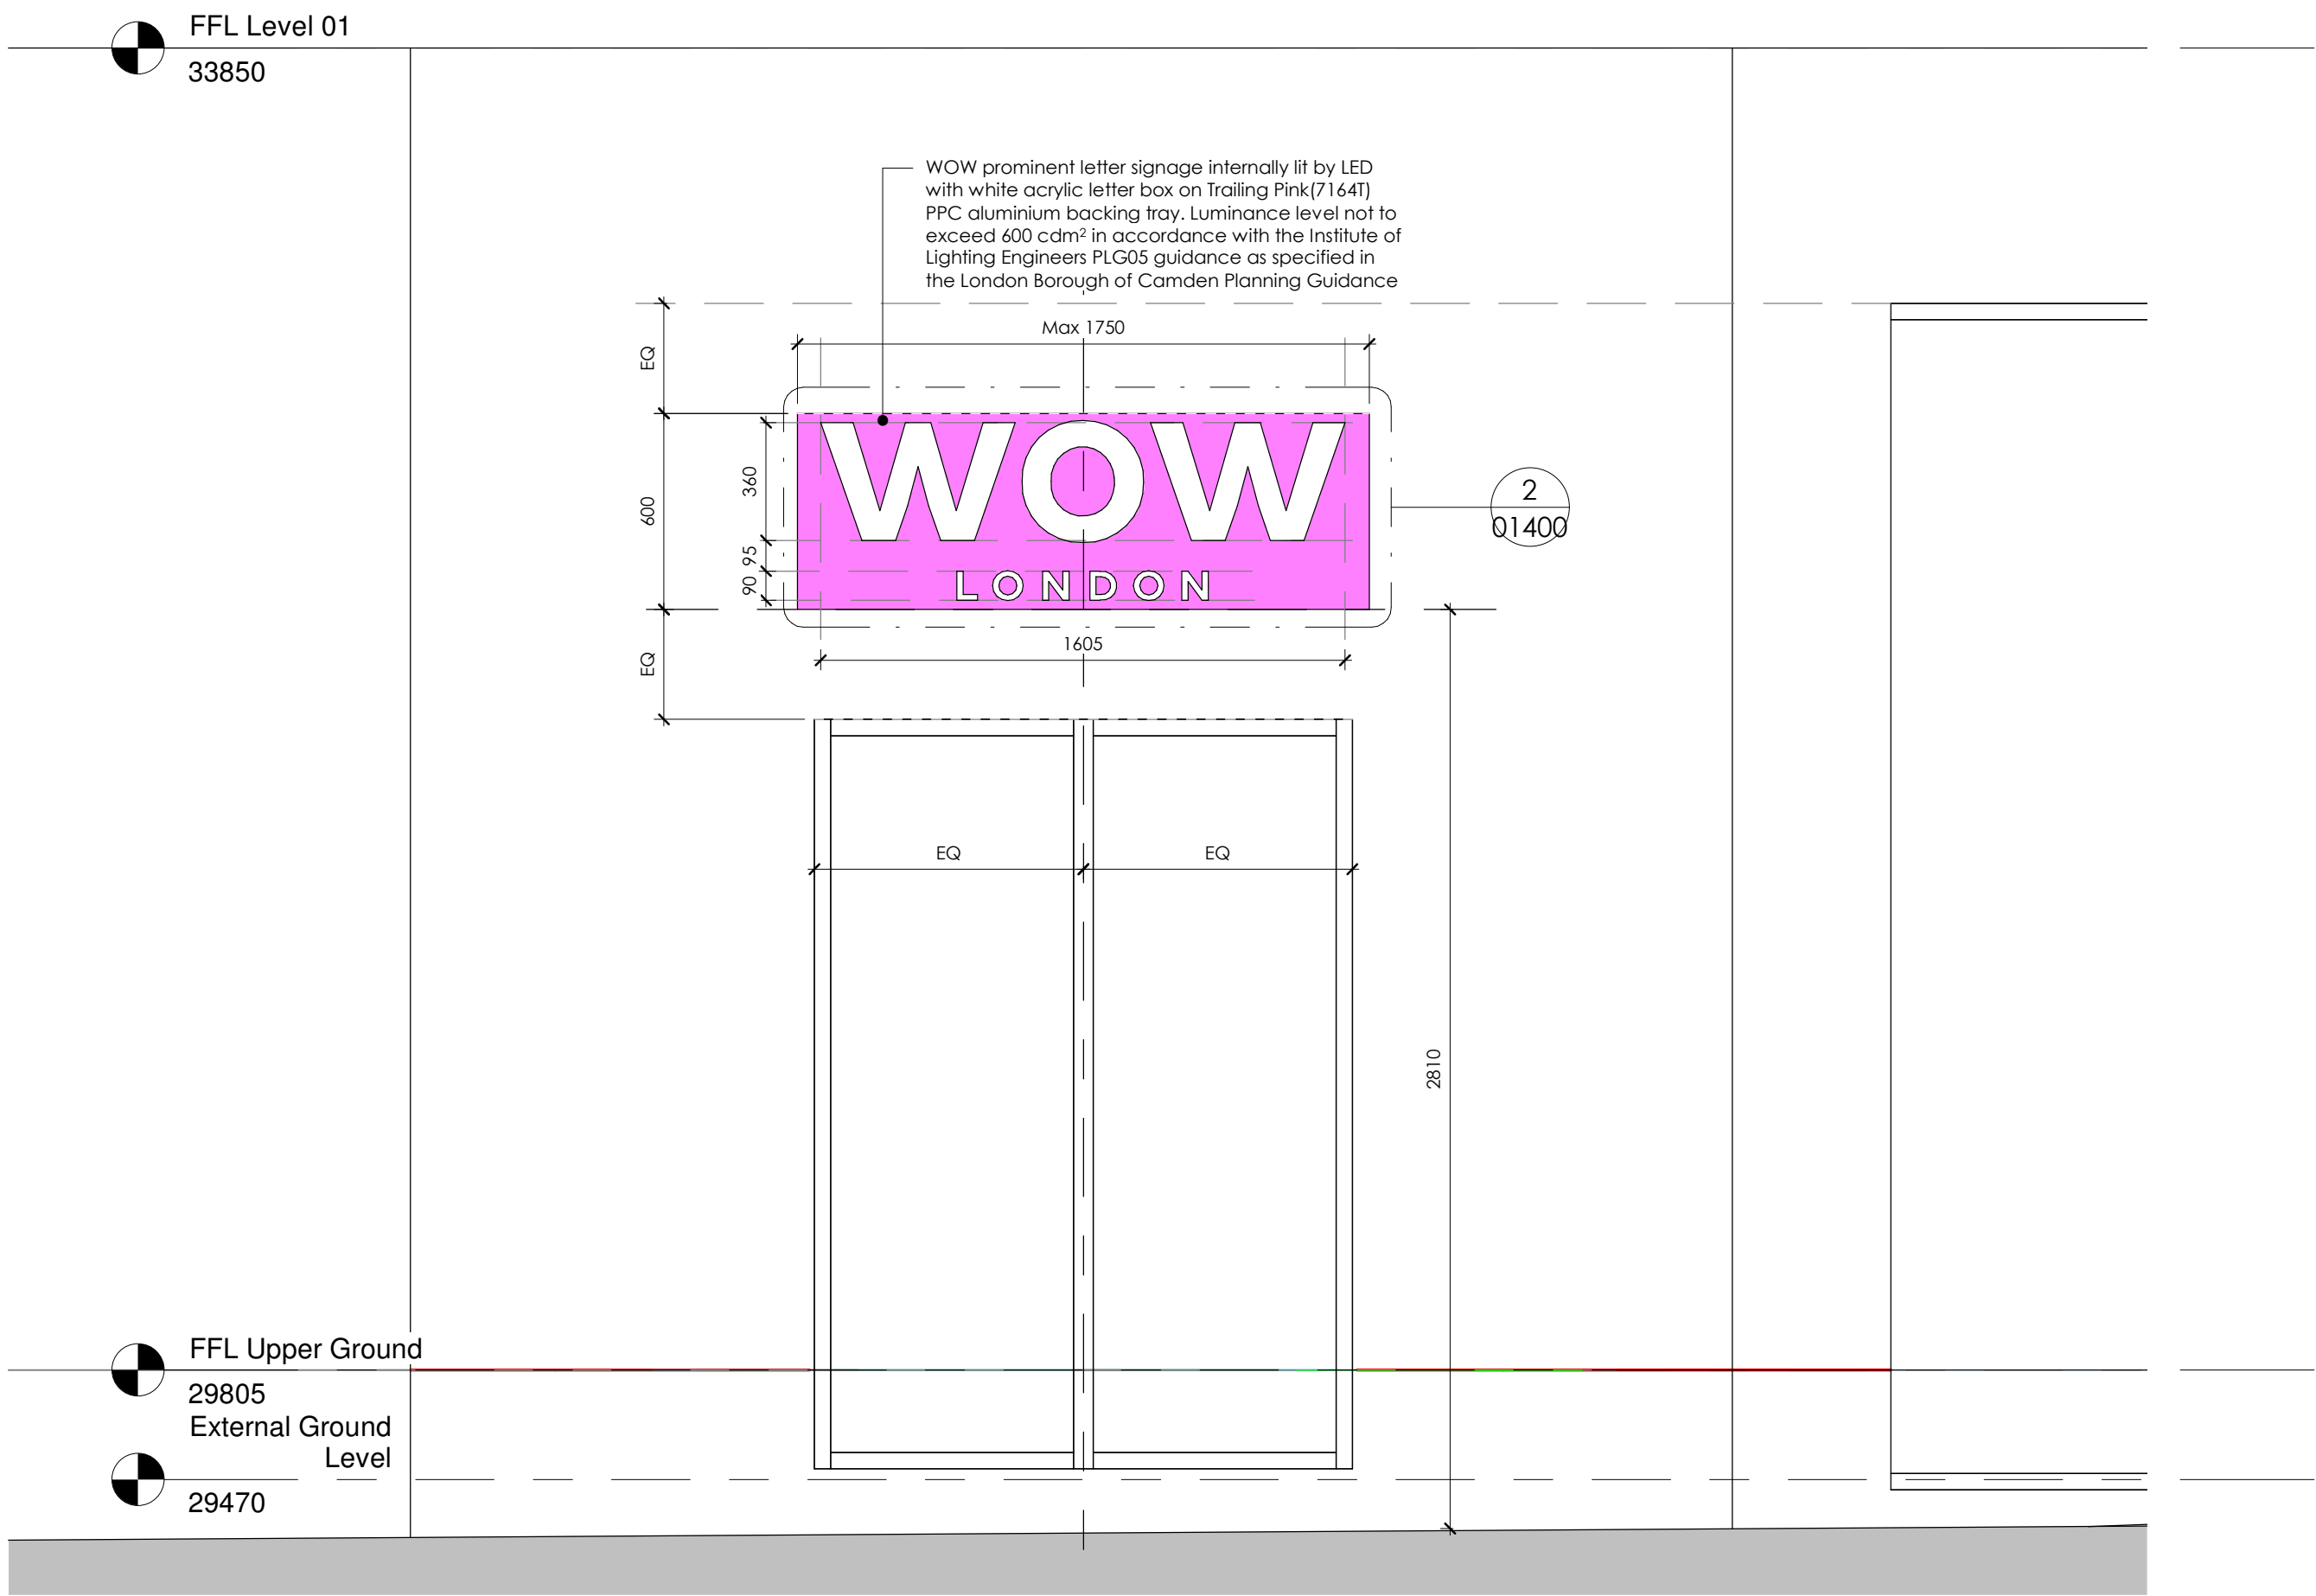 FFL Level 01
33850
WOW prominent letter signage internally lit by LED
with white acrylic letter box on Trailing Pink(7164T)
PPC aluminium backing tray. Luminance level not to
exceed 600 cdm² in accordance with the Institute of
Lighting Engineers PLG05 guidance as specified in
the London Borough of Camden Planning Guidance
Max 1750
EQ
WOW
360
600
2
01400
95
90
LONDON
1605
EQ
EQ
EQ
2810
FFL Upper Ground
29805
External Ground
Level
29470